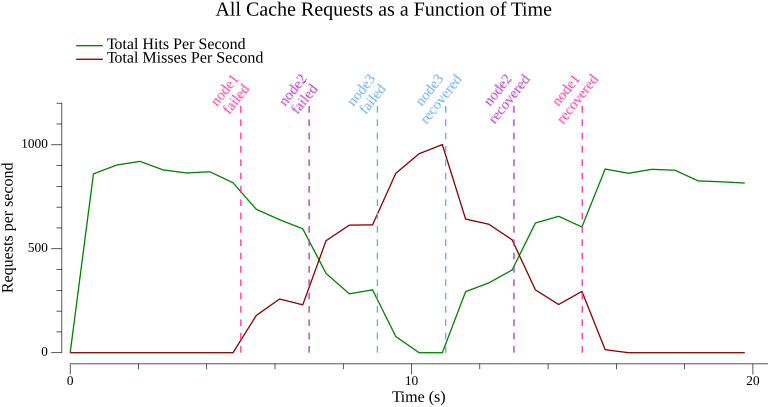 All Cache Requests as a Function of Time
Total Hits Per Second
Total Misses Per Second
node1
failed
node2
failed
node3
failed
node3
recovered
node2
recovered
node1
recovered
Requests per second
1000
500
0
0
10
20
Time (s)